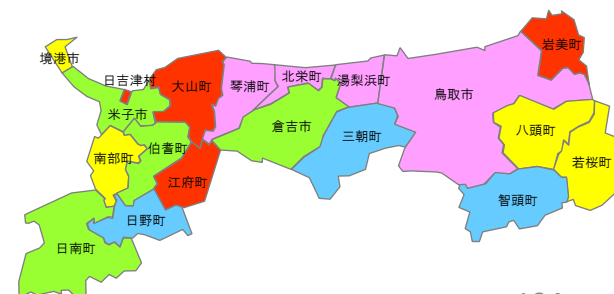 岩美町
境港市
日吉津村
大山町
琴浦町
北栄町
湯梨浜町
鳥取市
米子市
倉吉市
三朝町
八頭町
南部町
伯耆町
若桜町
江府町
智頭町
日野町
日南町